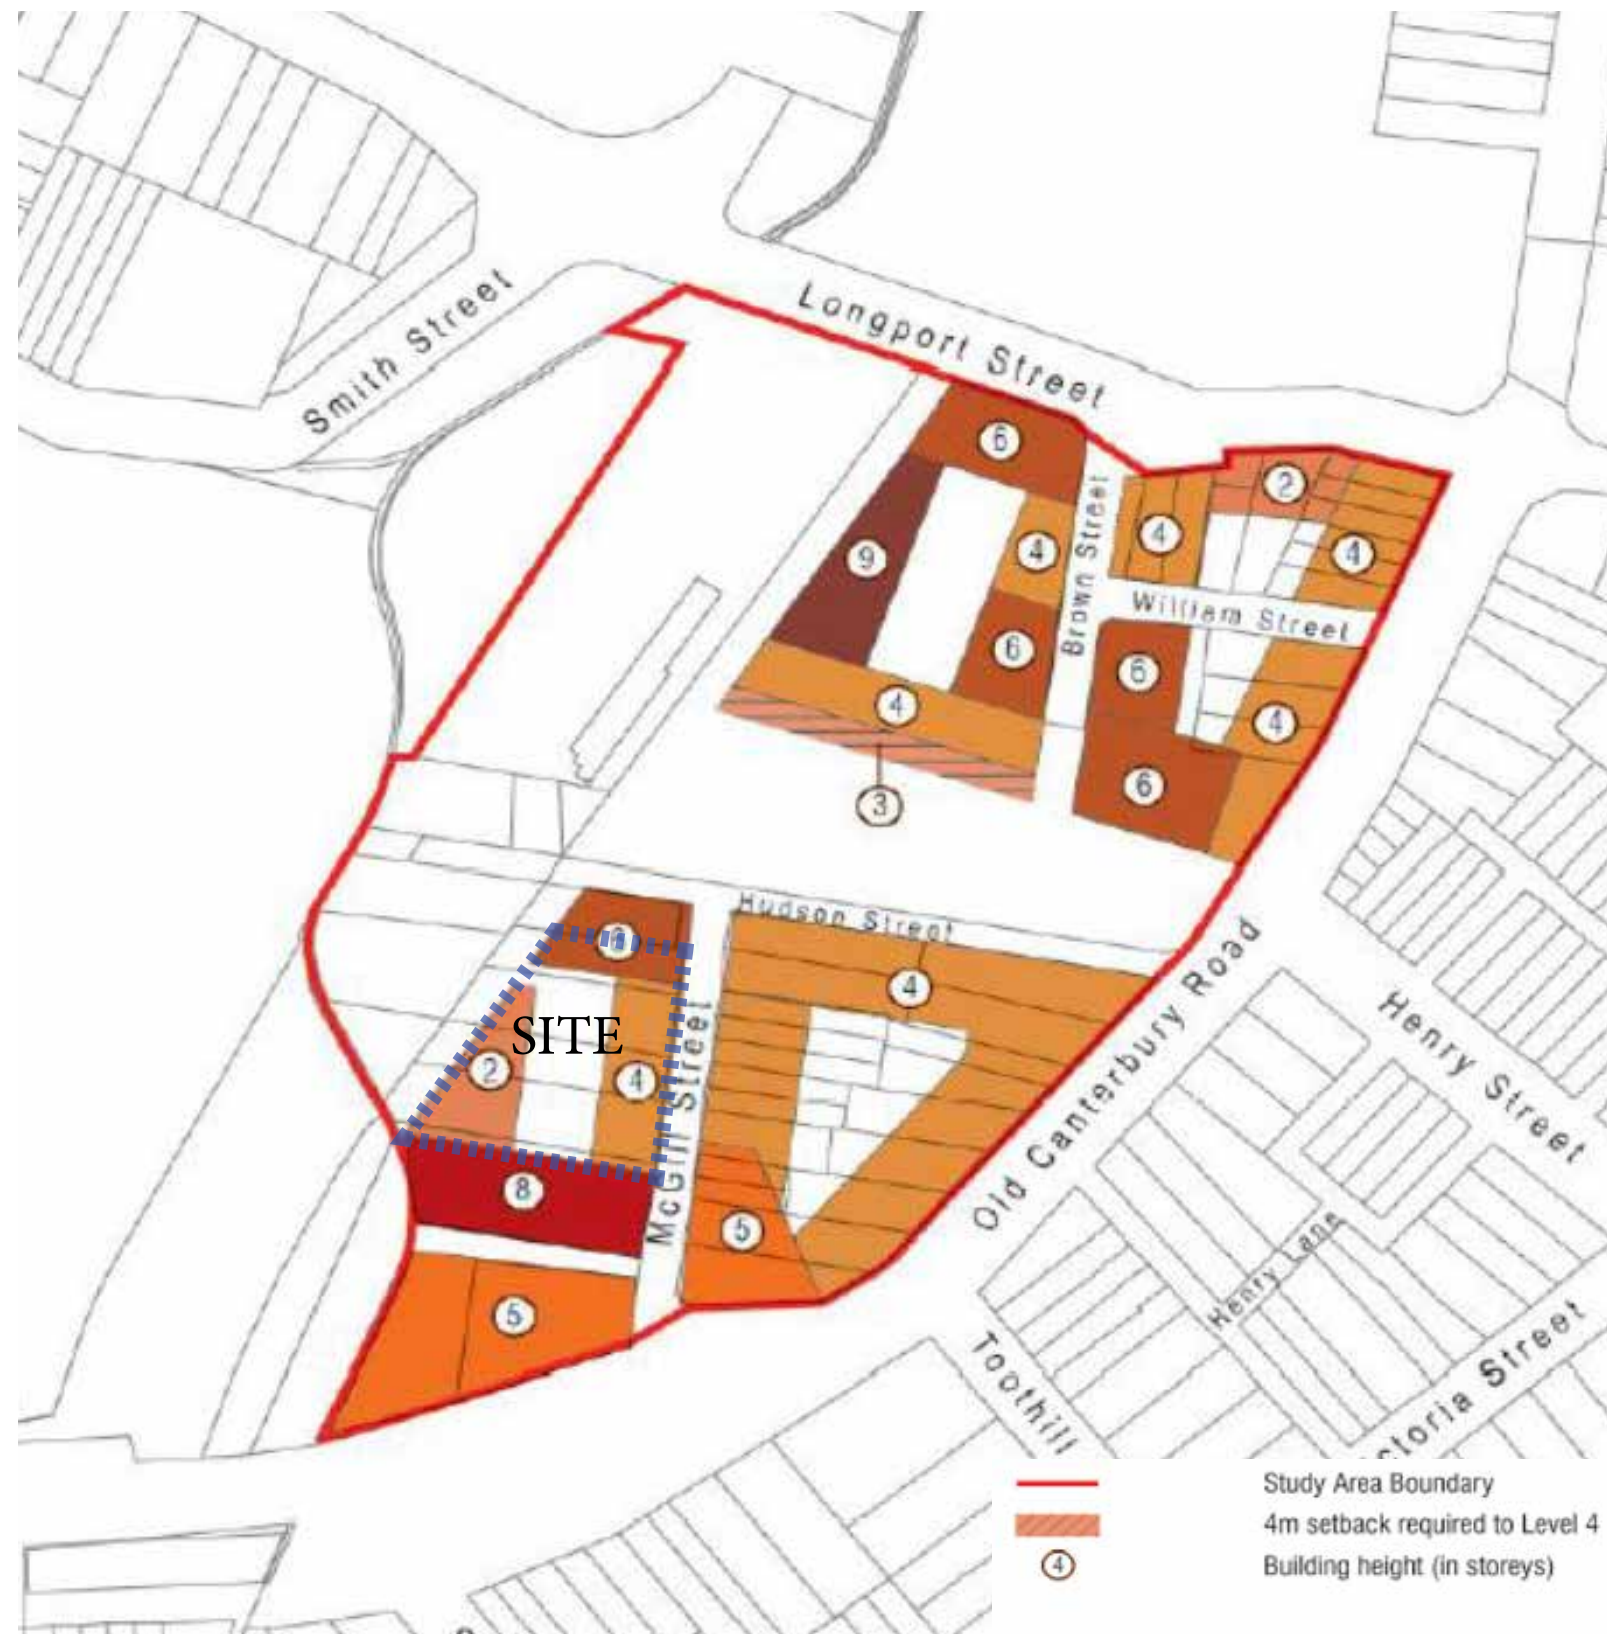 Smith Street
Longport Street
6
2
4
4
9
4
Brown Street
William Street
6
6
4
4
6
3
Hudson Street
4
SITE
2
4
McGill Street
8
5
5
Old Canterbury Road
Henry Street
Henry Lane
Toothill
ctoria Street
Study Area Boundary
4m setback required to Level 4
4
Building height (in storeys)